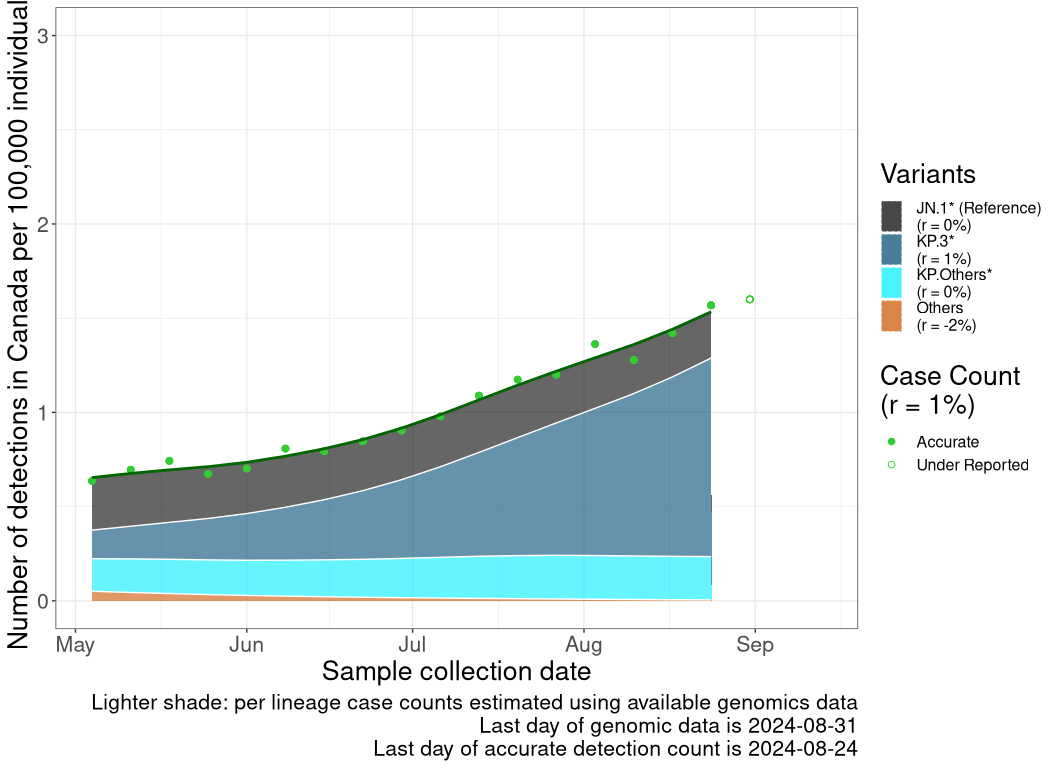 Number of detections in Canada per 100,000 individual
3
2
1
0
May
Jun
Jul
Aug
Sep
Sample collection date
Lighter shade: per lineage case counts estimated using available genomics data
Last day of genomic data is 2024-08-31
Last day of accurate detection count is 2024-08-24
Variants
JN.1* (Reference)
(r = 0%)
KP.3*
(r = 1%)
KP.Others*
(r = 0%)
Others
(r = -2%)
Case Count
(r = 1%)
Accurate
Under Reported